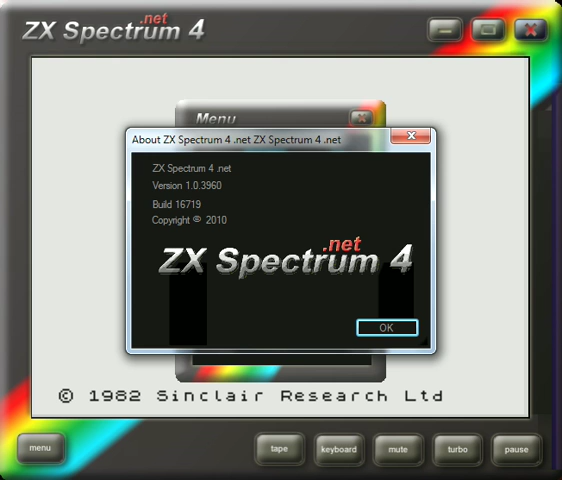 ZX Spectrum .net 4
Menu
About ZX Spectrum 4 .net ZX Spectrum 4 .net
ZX Spectrum 4 .net
Version 1.0.3960
Build 16719
Copyright © 2010
ZX Spectrum .net 4
OK
© 1982 Sinclair Research Ltd
menu
tape
keyboard
mute
turbo
pause